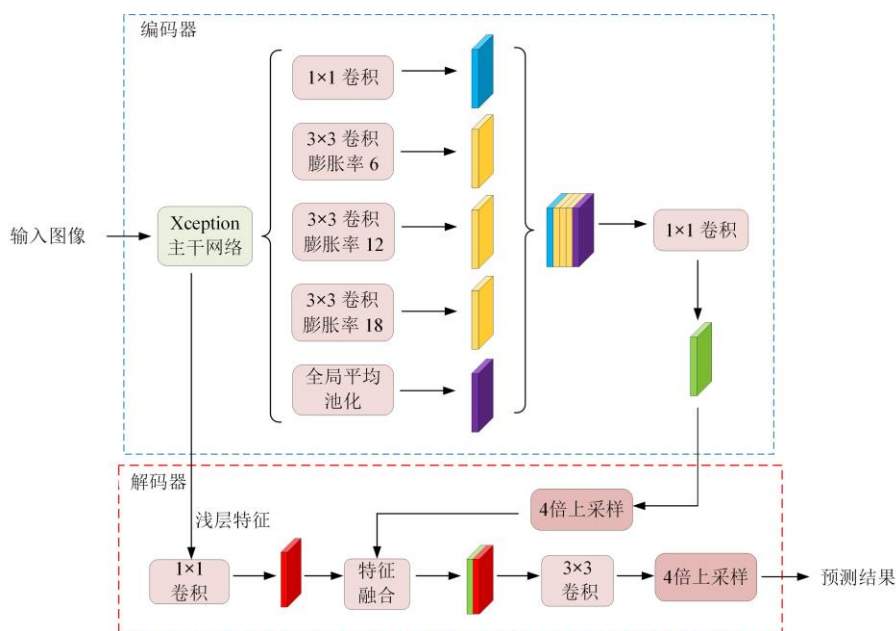 编码器
1×1 卷积
3×3 卷积
膨胀率 6
输入图像
Xception
主干网络
3×3 卷积
膨胀率 12
1×1 卷积
3×3 卷积
膨胀率 18
全局平均
池化
解码器
浅层特征
4倍上采样
1×1
卷积
特征
融合
3×3
卷积
4倍上采样
预测结果